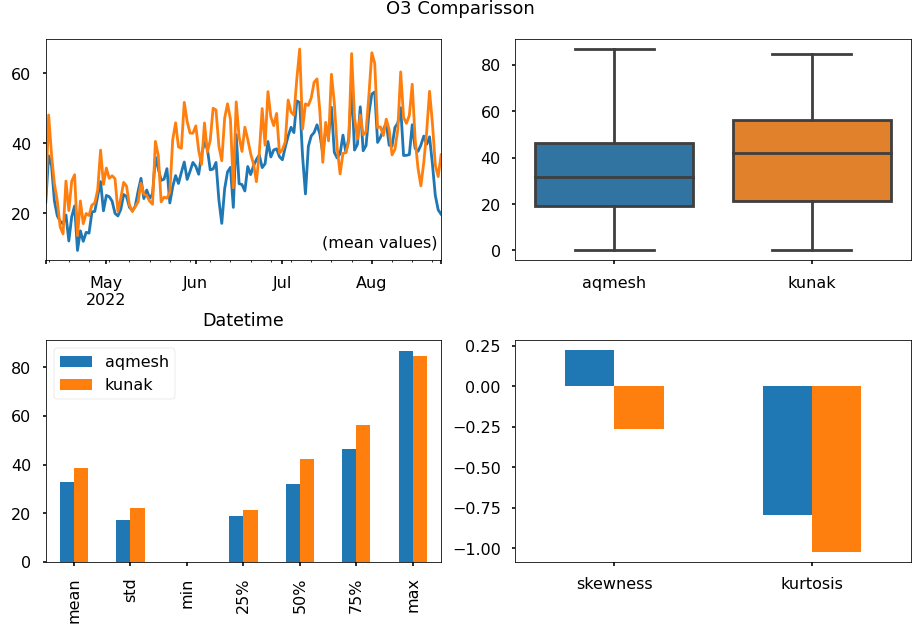 O3 Comparisson
60
40
20
(mean values)
May
2022
Jun
Jul
Aug
Datetime
80
60
40
20
0
aqmesh
kunak
80
60
40
20
0
aqmesh
kunak
mean
std
min
25%
50%
75%
max
0.25
0.00
−0.25
−0.50
−0.75
−1.00
skewness
kurtosis